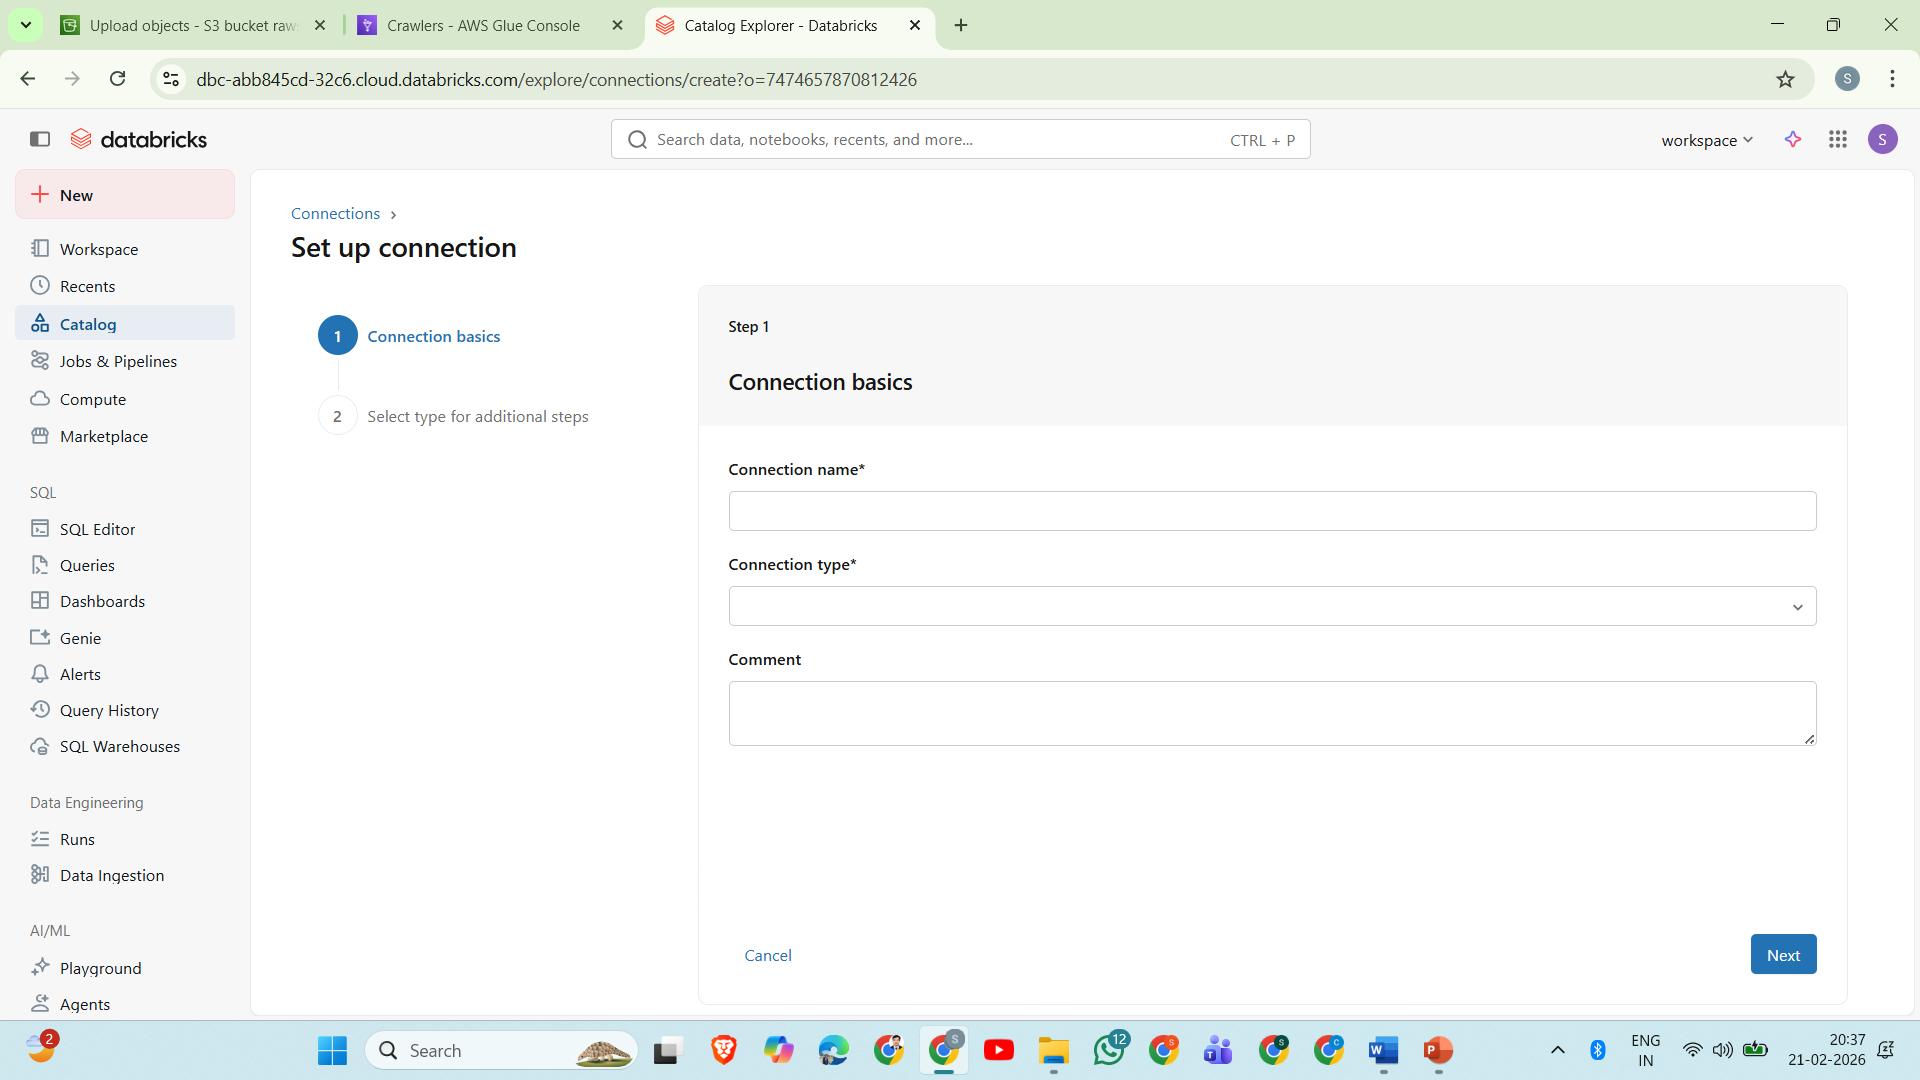 Upload objects - S3 bucket raw
Crawlers - AWS Glue Console
Catalog Explorer - Databricks
dbc-abb845cd-32c6.cloud.databricks.com/explore/connections/create?o=7474657870812426
S
databricks
Search data, notebooks, recents, and more...
CTRL + P
workspace
S
New
Workspace
Recents
Catalog
Jobs & Pipelines
Compute
Marketplace
SQL
SQL Editor
Queries
Dashboards
Genie
Alerts
Query History
SQL Warehouses
Data Engineering
Runs
Data Ingestion
AI/ML
Playground
Agents
Connections ›
Set up connection
1 Connection basics
2 Select type for additional steps
Step 1
Connection basics
Connection name*
Connection type*
Comment
Cancel
Next
2
Search
S
12
S
T
S
C
W
P
ENG
IN
20:37
21-02-2026